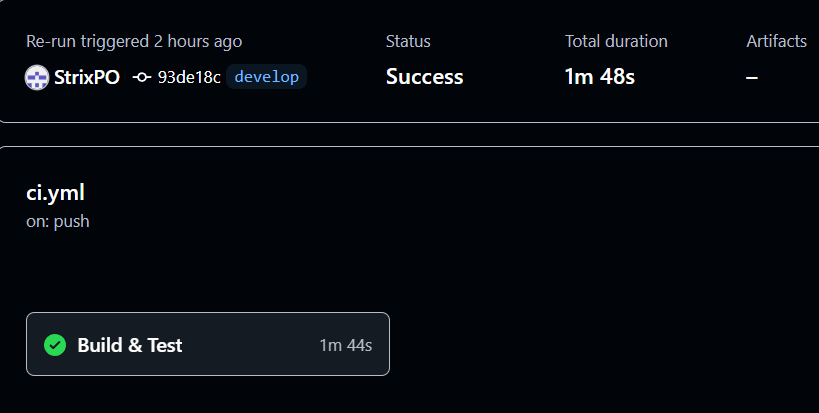 Re-run triggered 2 hours ago
StrixPO 93de18c develop
Status
Success
Total duration
1m 48s
Artifacts
–
ci.yml
on: push
Build & Test 1m 44s